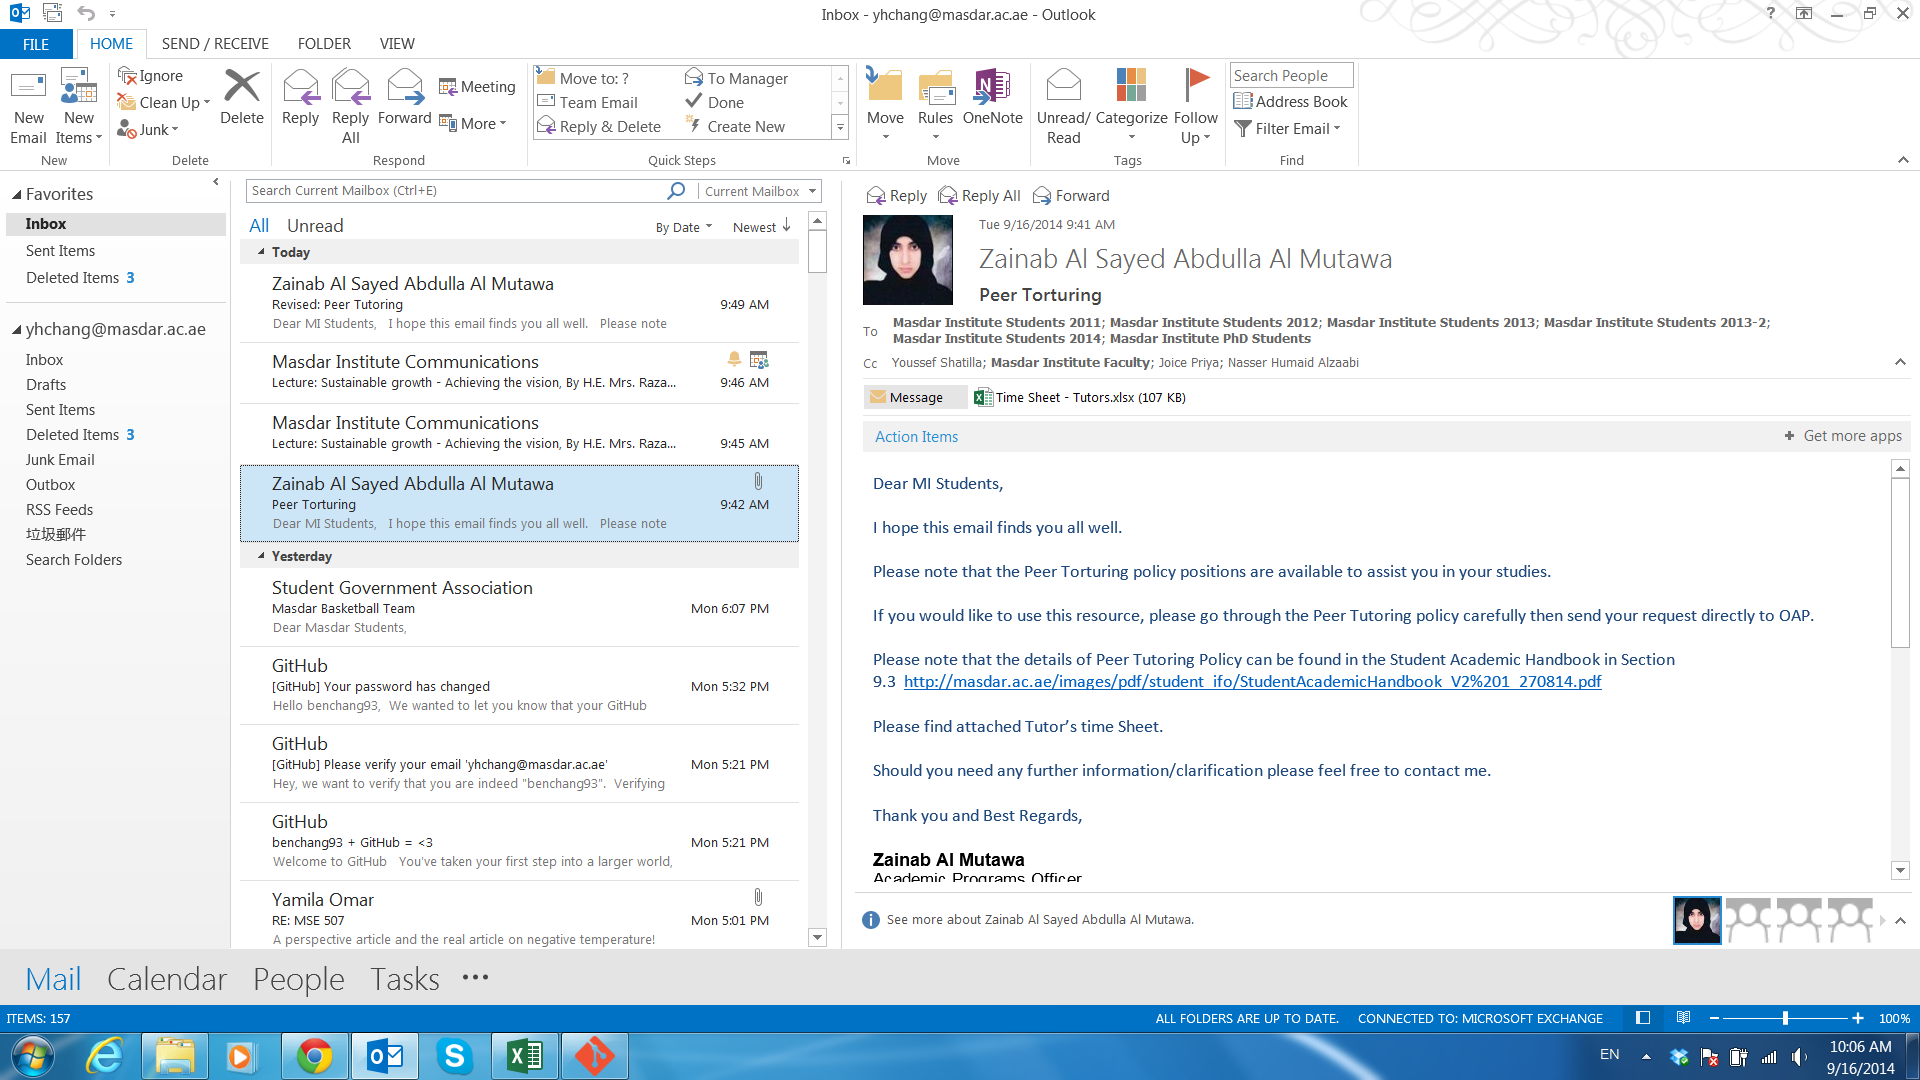 Inbox - yhchang@masdar.ac.ae - Outlook
?
FILE
HOME
SEND / RECEIVE
FOLDER
VIEW
New Email
New Items
Ignore
Clean Up
Junk
Delete
Reply
Reply All
Forward
Meeting
More
Move to: ?
Team Email
Reply & Delete
To Manager
Done
Create New
Move
Rules
OneNote
Unread/ Read
Categorize
Follow Up
Search People
Address Book
Filter Email
New
Delete
Respond
Quick Steps
Move
Tags
Find
Favorites
Inbox
Sent Items
Deleted Items 3
yhchang@masdar.ac.ae
Inbox
Drafts
Sent Items
Deleted Items 3
Junk Email
Outbox
RSS Feeds
垃圾郵件
Search Folders
Search Current Mailbox (Ctrl+E)
Current Mailbox
All Unread
By Date Newest
Today
Zainab Al Sayed Abdulla Al Mutawa
Revised: Peer Tutoring 9:49 AM
Dear MI Students, I hope this email finds you all well. Please note
Masdar Institute Communications
Lecture: Sustainable growth - Achieving the vision, By H.E. Mrs. Raza... 9:46 AM
Masdar Institute Communications
Lecture: Sustainable growth - Achieving the vision, By H.E. Mrs. Raza... 9:45 AM
Zainab Al Sayed Abdulla Al Mutawa
Peer Torturing 9:42 AM
Dear MI Students, I hope this email finds you all well. Please note
Yesterday
Student Government Association
Masdar Basketball Team Mon 6:07 PM
Dear Masdar Students,
GitHub
[GitHub] Your password has changed Mon 5:32 PM
Hello benchang93, We wanted to let you know that your GitHub
GitHub
[GitHub] Please verify your email 'yhchang@masdar.ac.ae' Mon 5:21 PM
Hey, we want to verify that you are indeed "benchang93". Verifying
GitHub
benchang93 + GitHub = <3 Mon 5:21 PM
Welcome to GitHub You've taken your first step into a larger world,
Yamila Omar
RE: MSE 507 Mon 5:01 PM
A perspective article and the real article on negative temperature!
Reply Reply All Forward
Tue 9/16/2014 9:41 AM
Zainab Al Sayed Abdulla Al Mutawa
Peer Torturing
To Masdar Institute Students 2011; Masdar Institute Students 2012; Masdar Institute Students 2013; Masdar Institute Students 2013-2;
Masdar Institute Students 2014; Masdar Institute PhD Students
Cc Youssef Shatilla; Masdar Institute Faculty; Joice Priya; Nasser Humaid Alzaabi
Message Time Sheet - Tutors.xlsx (107 KB)
Action Items + Get more apps
Dear MI Students,
I hope this email finds you all well.
Please note that the Peer Torturing policy positions are available to assist you in your studies.
If you would like to use this resource, please go through the Peer Tutoring policy carefully then send your request directly to OAP.
Please note that the details of Peer Tutoring Policy can be found in the Student Academic Handbook in Section
9.3 http://masdar.ac.ae/images/pdf/student_ifo/StudentAcademicHandbook_V2%201_270814.pdf
Please find attached Tutor’s time Sheet.
Should you need any further information/clarification please feel free to contact me.
Thank you and Best Regards,
Zainab Al Mutawa
Academic Programs Officer
See more about Zainab Al Sayed Abdulla Al Mutawa.
Mail Calendar People Tasks •••
ITEMS: 157
ALL FOLDERS ARE UP TO DATE. CONNECTED TO: MICROSOFT EXCHANGE
100%
EN
10:06 AM
9/16/2014